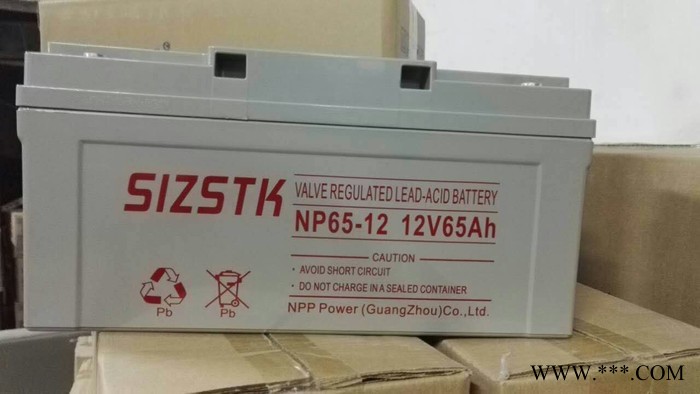 SIZSTK
VALVE REGULATED LEAD-ACID BATTERY
NP65-12 12V65Ah
CAUTION
· AVOID SHORT CIRCUIT
· DO NOT CHARGE IN A SEALED CONTAINER
Pb
Pb
NPP Power (GuangZhou)Co.,Ltd.
WWW.***.COM